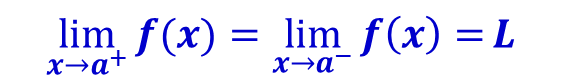 lim x→a⁺ f(x) = lim x→a⁻ f(x) = L